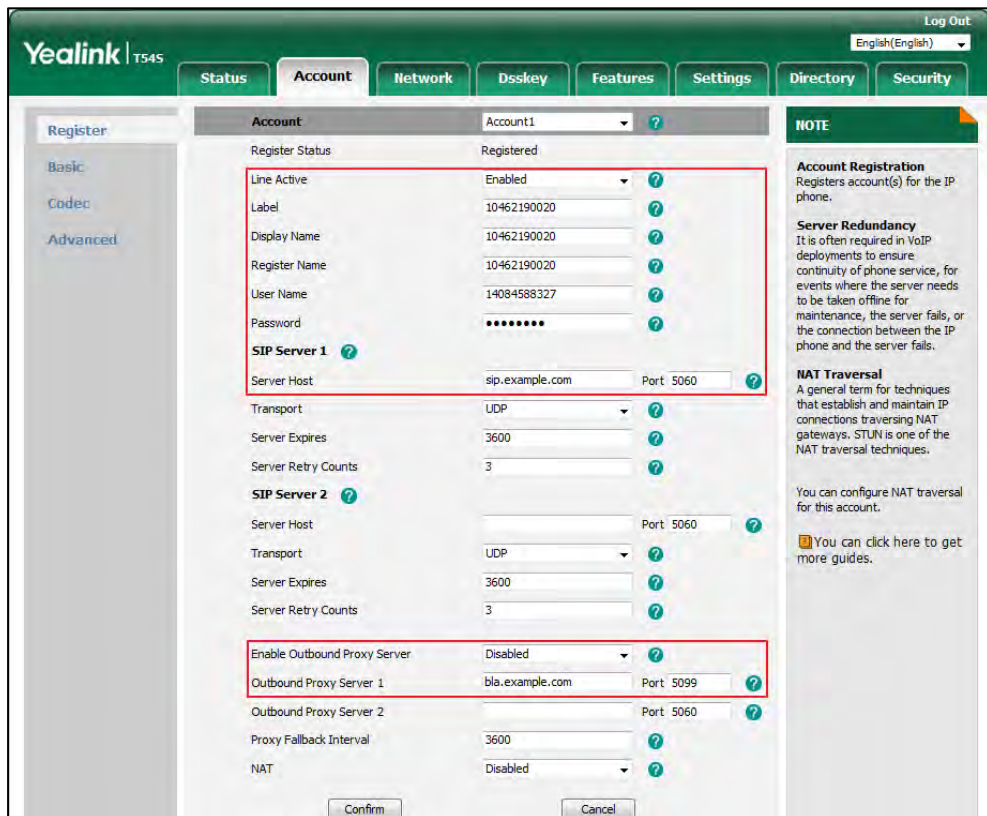 Log Out
Yealink T54S
English(English)
Status Account Network Dsskey Features Settings Directory Security
Register
Basic
Codec
Advanced
Account Account1 ?
Register Status Registered
Line Active Enabled ?
Label 10462190020 ?
Display Name 10462190020 ?
Register Name 10462190020 ?
User Name 14084588327 ?
Password •••••••• ?
SIP Server 1 ?
Server Host sip.example.com Port 5060 ?
Transport UDP ?
Server Expires 3600 ?
Server Retry Counts 3 ?
SIP Server 2 ?
Server Host Port 5060 ?
Transport UDP ?
Server Expires 3600 ?
Server Retry Counts 3 ?
Enable Outbound Proxy Server Disabled ?
Outbound Proxy Server 1 bla.example.com Port 5099 ?
Outbound Proxy Server 2 Port 5060 ?
Proxy Fallback Interval 3600 ?
NAT Disabled ?
Confirm Cancel
NOTE
Account Registration
Registers account(s) for the IP
phone.
Server Redundancy
It is often required in VoIP
deployments to ensure
continuity of phone service, for
events where the server needs
to be taken offline for
maintenance, the server fails, or
the connection between the IP
phone and the server fails.
NAT Traversal
A general term for techniques
that establish and maintain IP
connections traversing NAT
gateways. STUN is one of the
NAT traversal techniques.
You can configure NAT traversal
for this account.
You can click here to get
more guides.